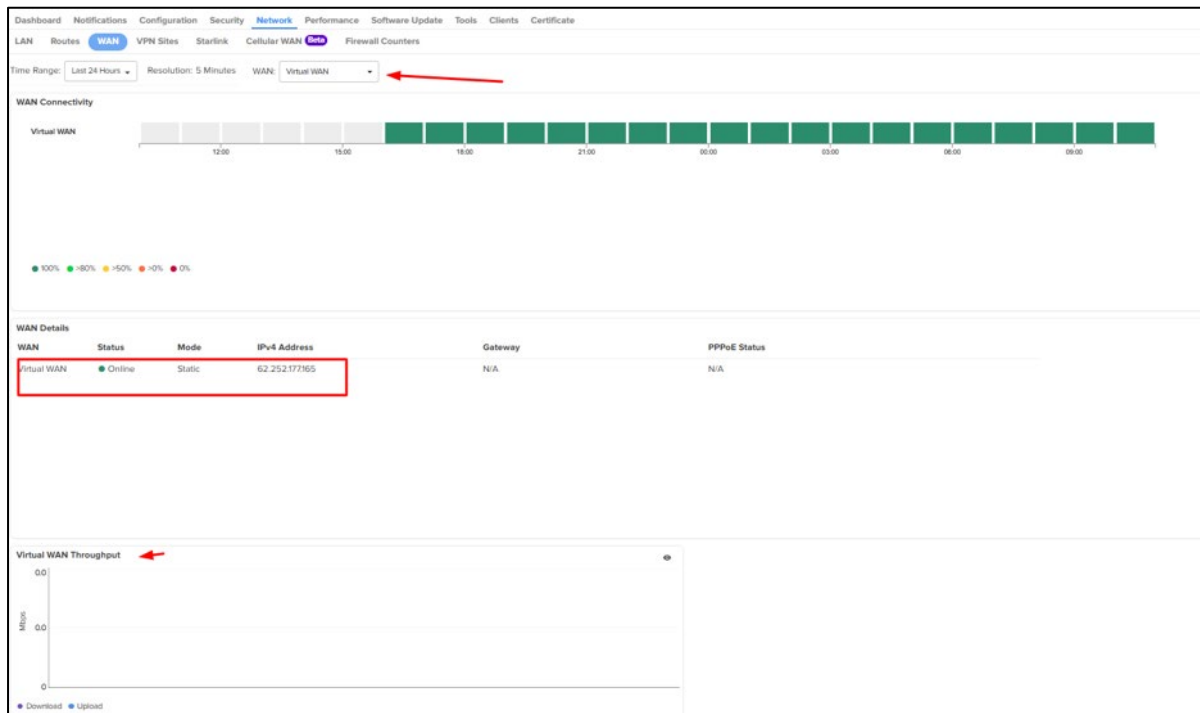 Dashboard Notifications Configuration Security Network Performance Software Update Tools Clients Certificate
LAN Routes WAN VPN Sites Starlink Cellular WAN Beta Firewall Counters
Time Range: Last 24 Hours Resolution: 5 Minutes WAN: Virtual WAN
WAN Connectivity
Virtual WAN
12:00 15:00 18:00 21:00 00:00 03:00 06:00 09:00
100% >80% >50% >0% 0%
WAN Details
WAN Status Mode IPv4 Address Gateway PPPoE Status
Virtual WAN Online Static 62.252.177.165 N/A N/A
Virtual WAN Throughput
0.0
Mbps
0.0
0
Download Upload